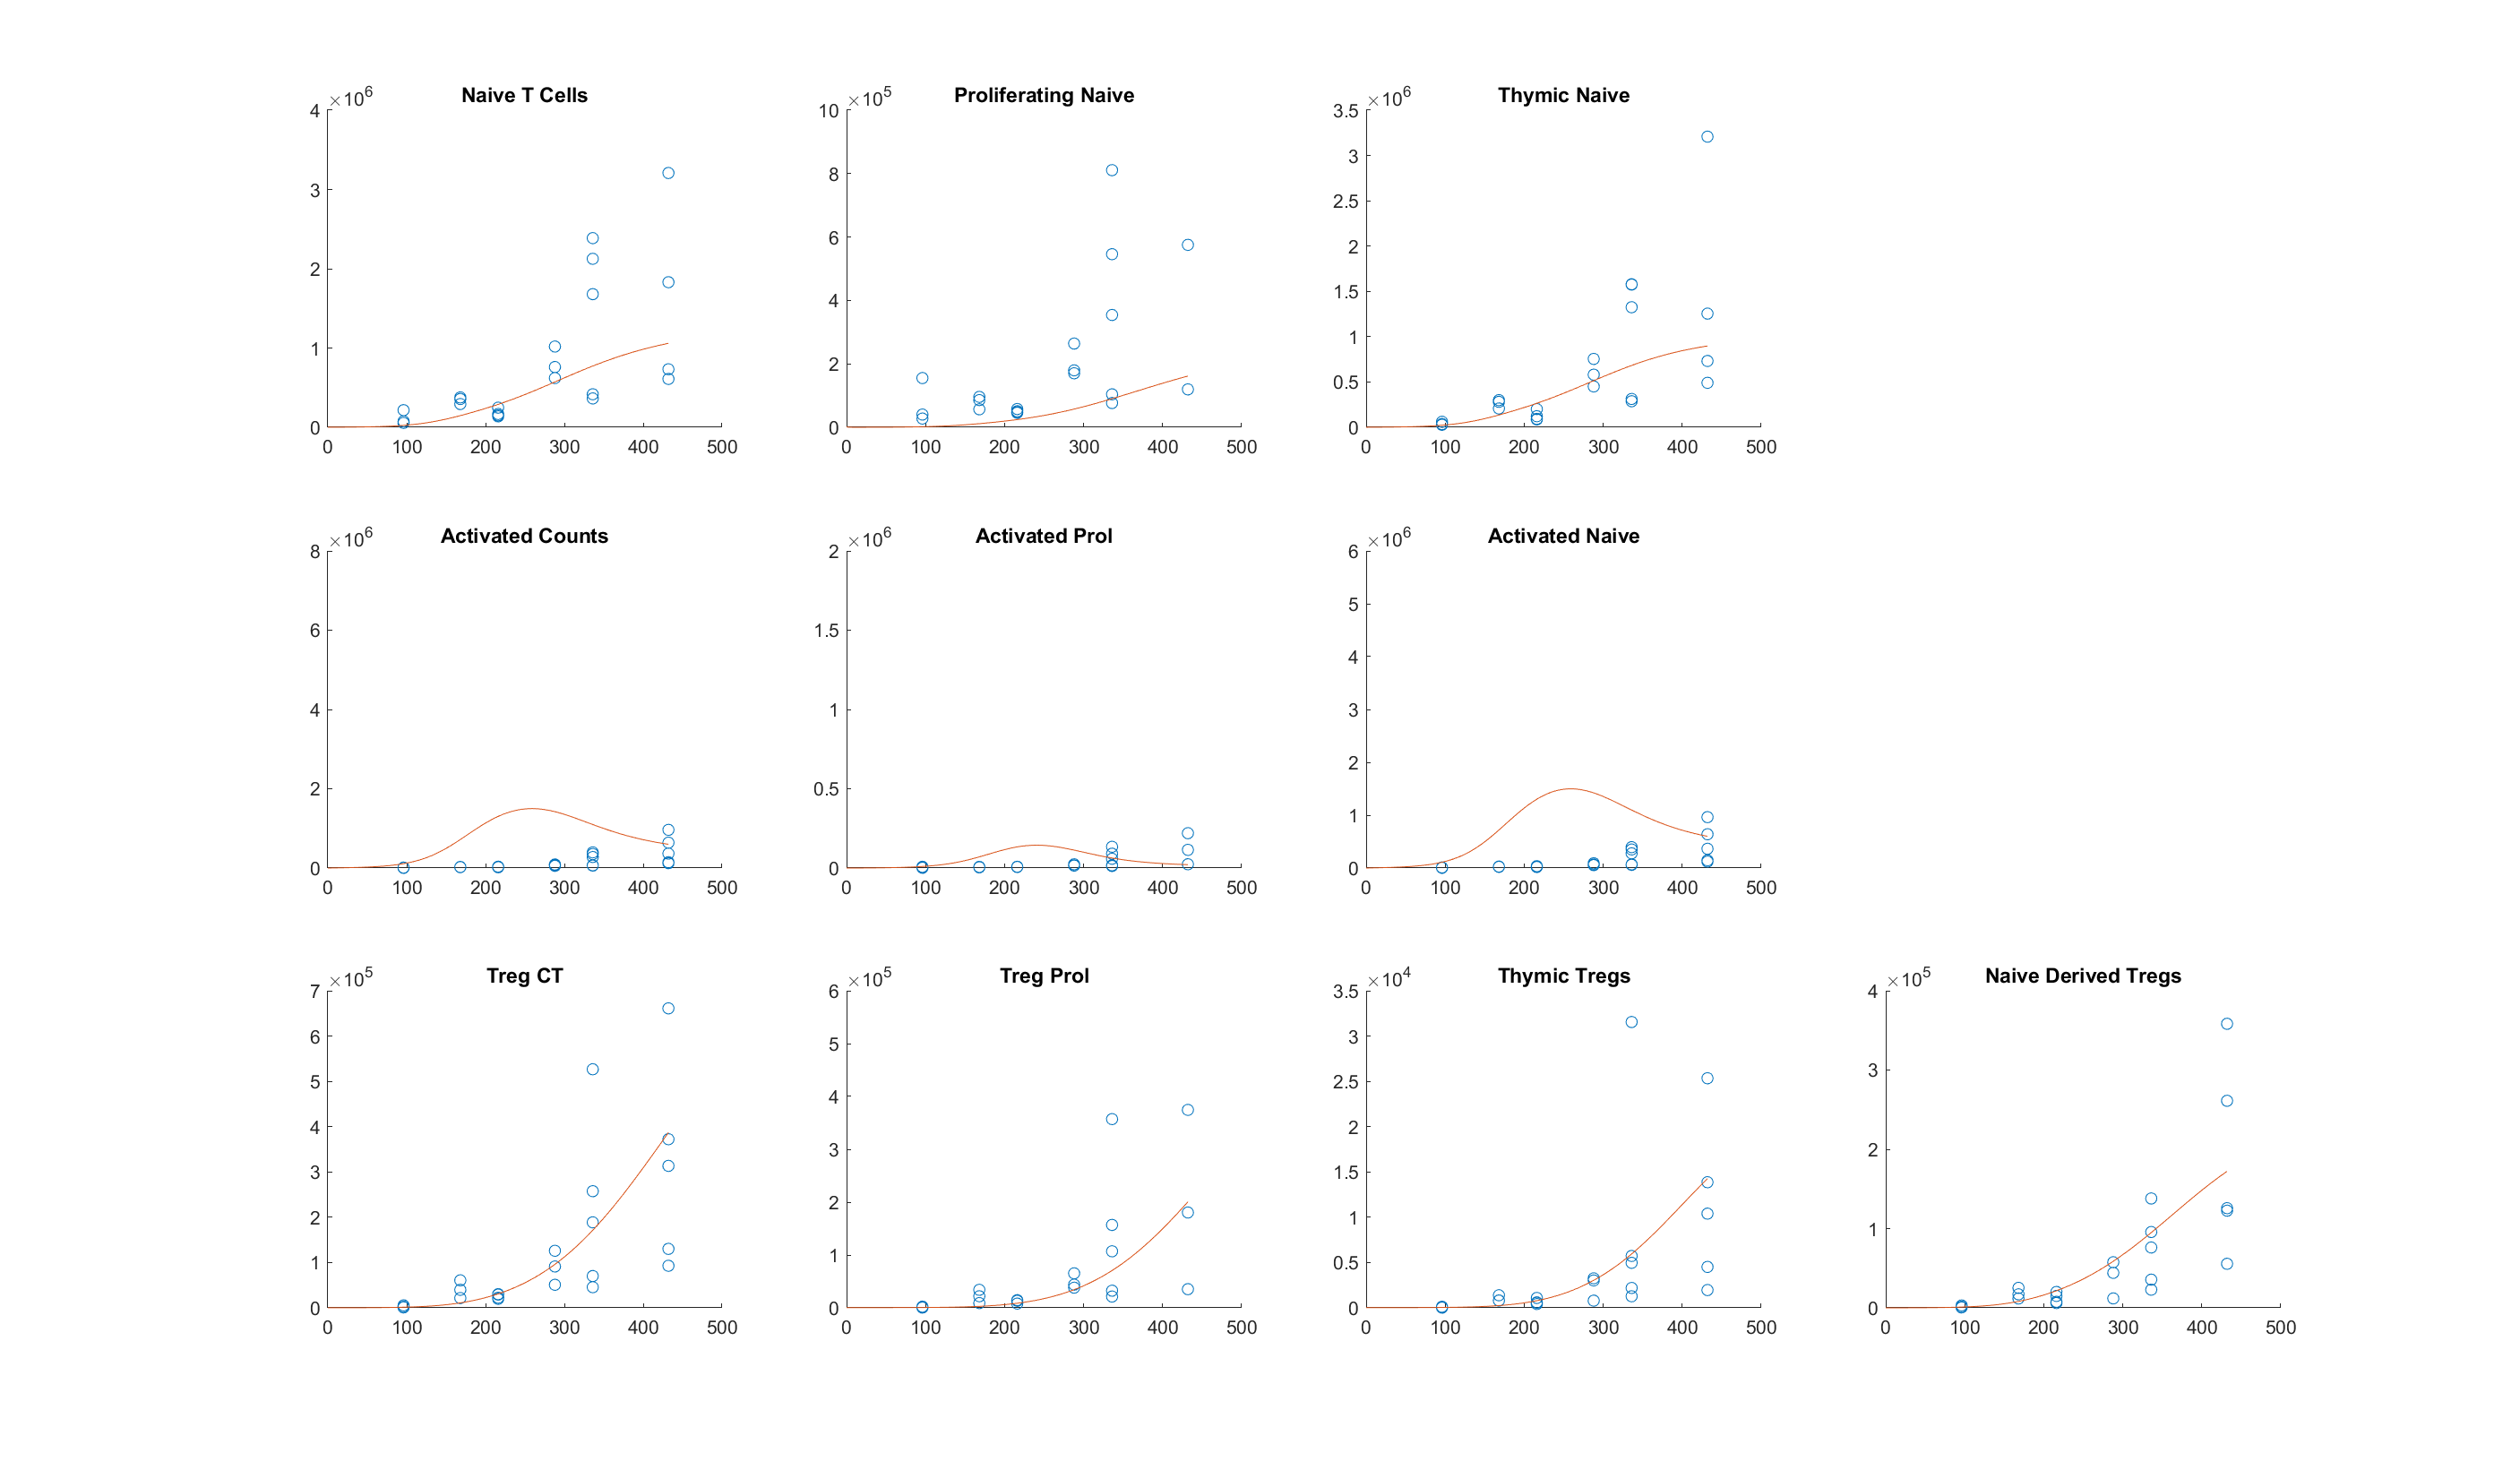 Naive T Cells Proliferating Naive Thymic Naive
×10^6 ×10^5 ×10^6
4 10 3.5
3 8 3
2 6 2.5
1 4 2
0 2 1.5
0 1
0.5
0
0 100 200 300 400 500 0 100 200 300 400 500 0 100 200 300 400 500
Activated Counts Activated Prol Activated Naive
×10^6 ×10^6 ×10^6
8 2 6
6 1.5 5
4 1 4
2 0.5 3
0 0 2
1
0
0 100 200 300 400 500 0 100 200 300 400 500 0 100 200 300 400 500
Treg CT Treg Prol Thymic Tregs Naive Derived Tregs
×10^5 ×10^5 ×10^4 ×10^5
7 6 3.5 4
6 5 3 3
5 4 2.5 2
4 3 2 1
3 2 1.5 0
2 1 1
1 0 0.5
0 0
0 100 200 300 400 500 0 100 200 300 400 500 0 100 200 300 400 500 0 100 200 300 400 500